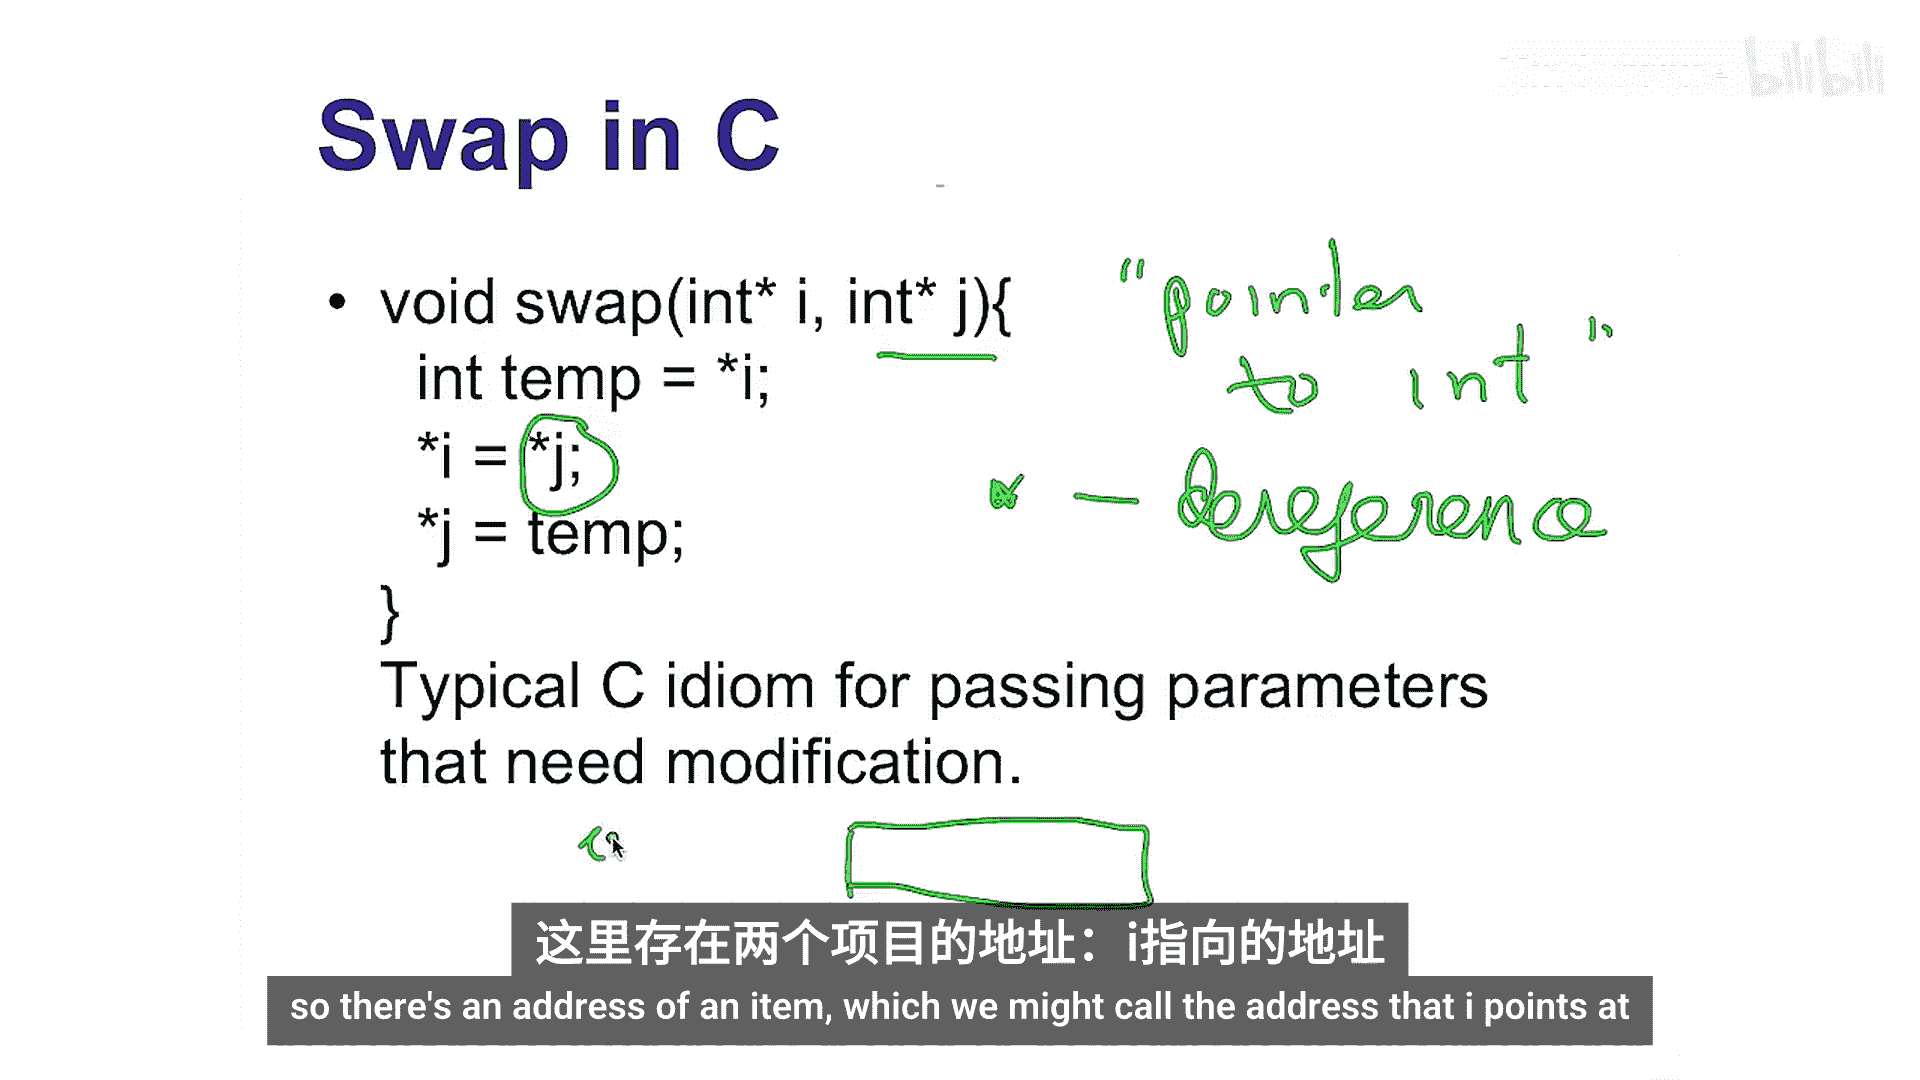 bilibili
Swap in C
• void swap(int* i, int* j){
int temp = *i;
*i = *j;
*j = temp;
}
Typical C idiom for passing parameters
that need modification.
"pointer
to int"
* — dereference
i
这里存在两个项目的地址：i指向的地址
so there's an address of an item, which we might call the address that i points at